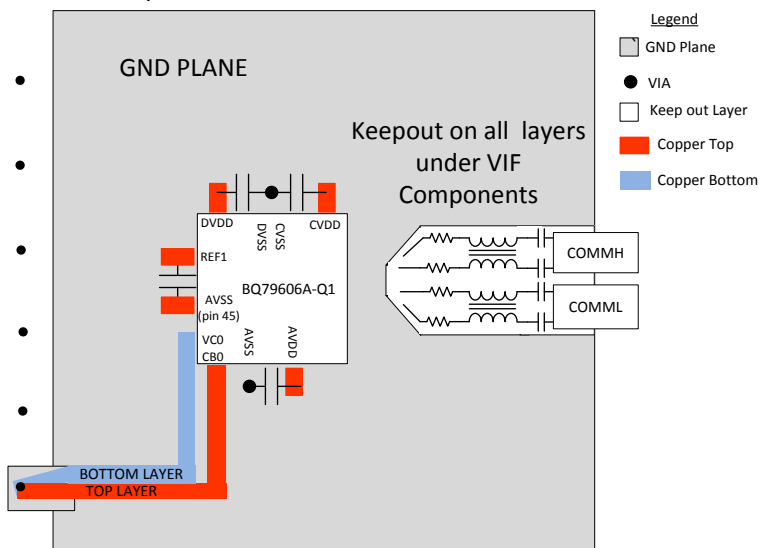 Legend
GND Plane
VIA
Keep out Layer
Copper Top
Copper Bottom
GND PLANE
Keepout on all layers
under VIF
Components
DVDD
DVSS
CVSS
CVDD
REF1
BQ79606A-Q1
AVSS
(pin 45)
VC0
CB0
AVSS
AVDD
COMMH
COMML
BOTTOM LAYER
TOP LAYER